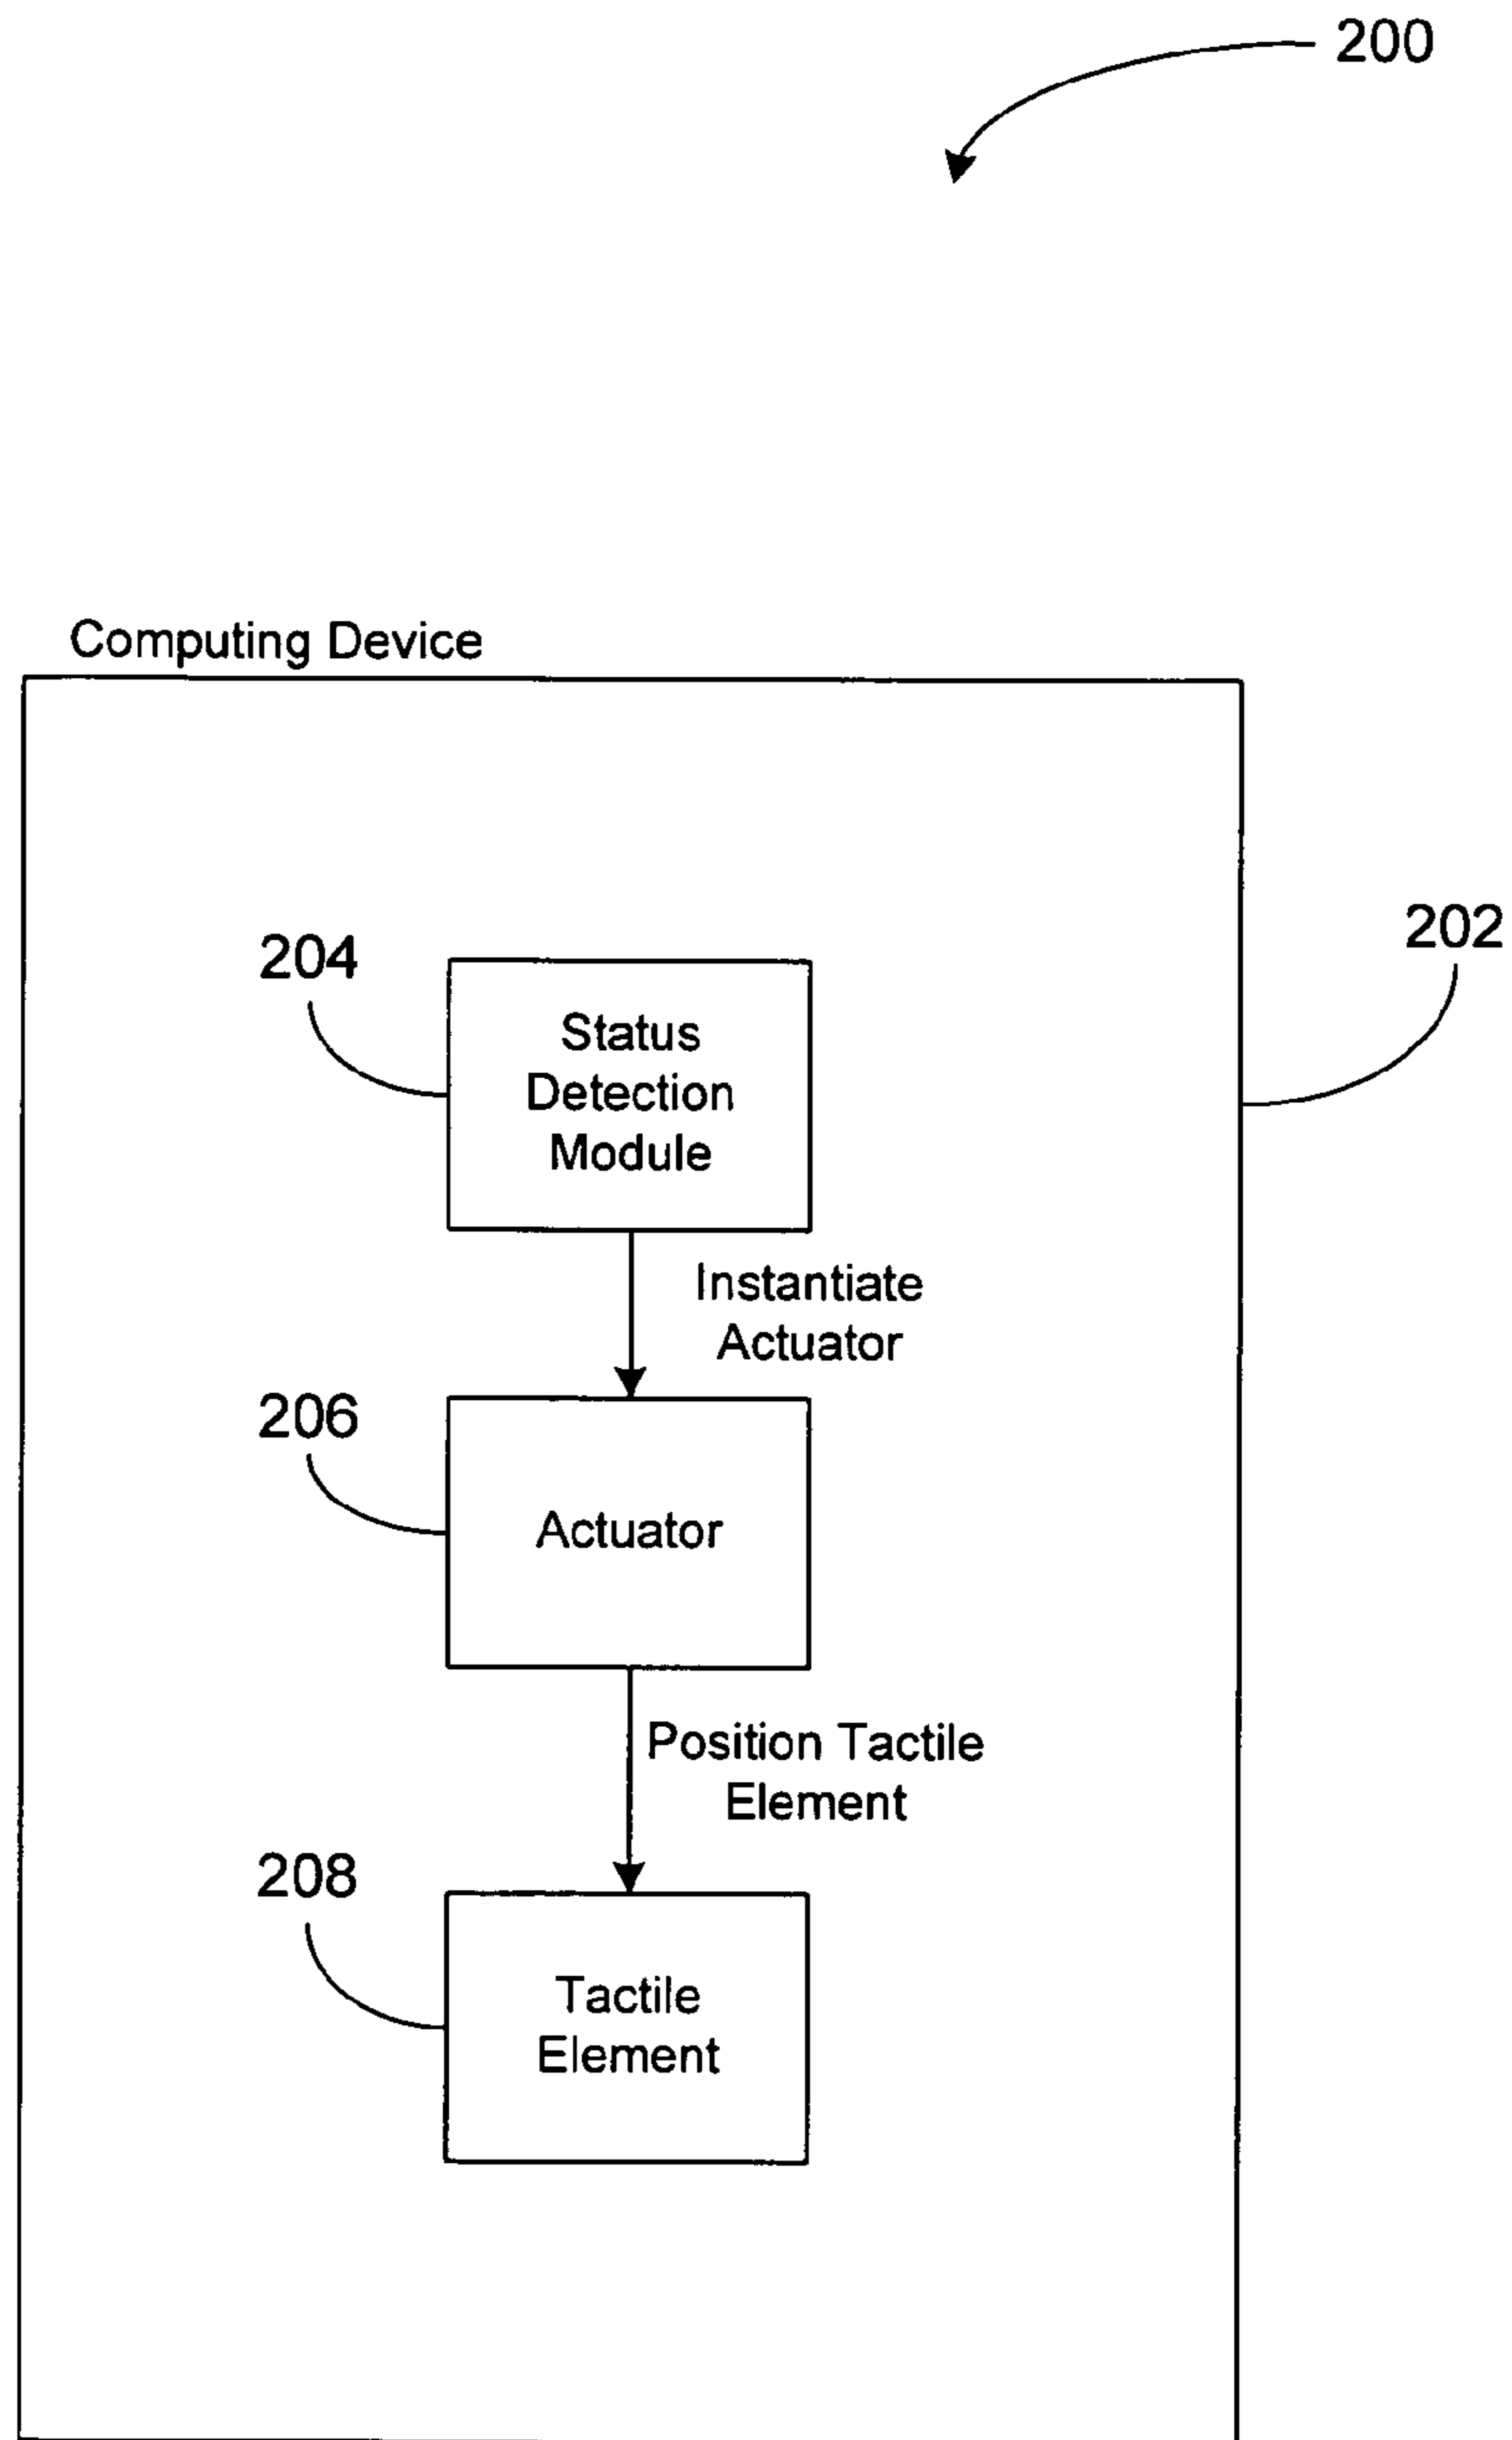 200
Computing Device
202
204
Status
Detection
Module
Instantiate
Actuator
206
Actuator
Position Tactile
Element
208
Tactile
Element